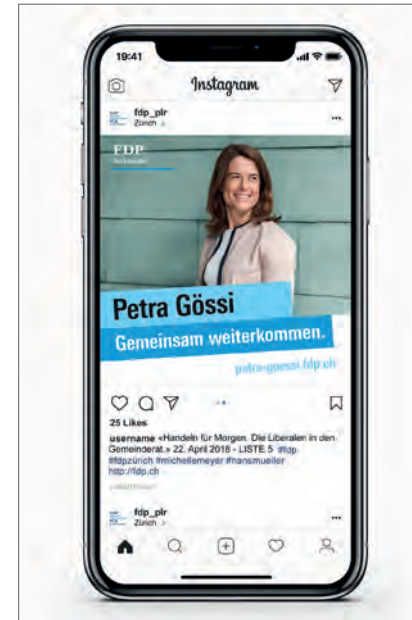 19:41
Instagram
fdp_plr
Zürich
FDP
Petra Gössi
Gemeinsam weiterkommen.
petra-goessi.fdp.ch
25 Likes
username «Handeln für Morgen. Die Liberalen in den
Gemeinderat.» 22. April 2018 - LISTE 5 #fdp
#fdpzürich #michellemeyer #hansmueller
http://fdp.ch
fdp_plr
Zürich